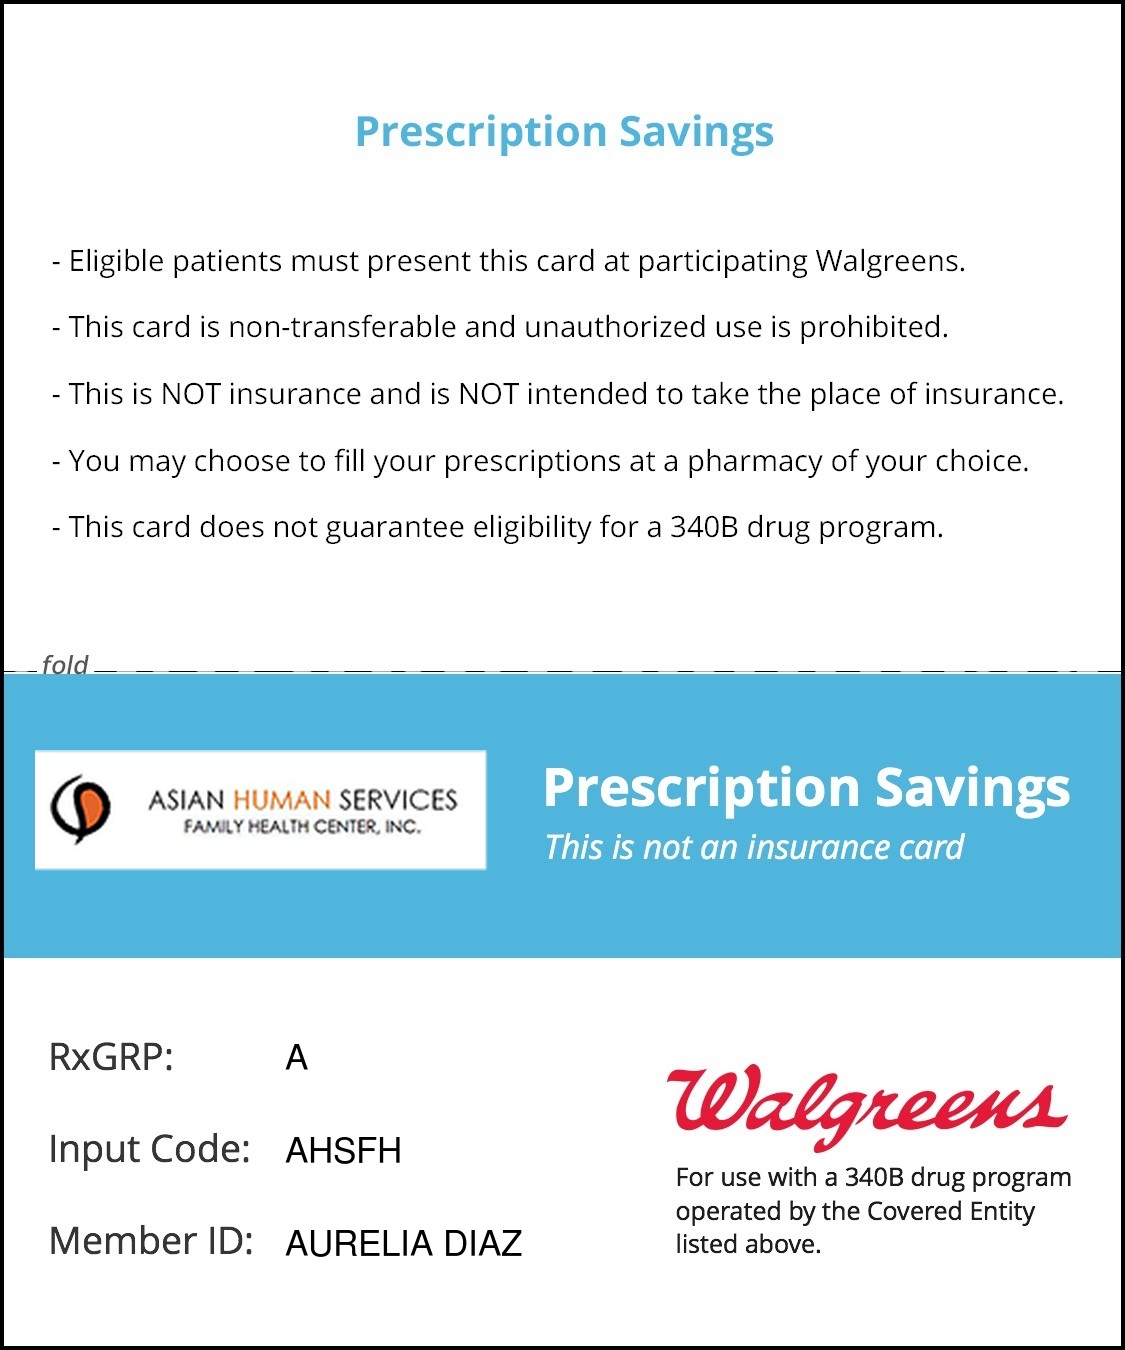 Prescription Savings
- Eligible patients must present this card at participating Walgreens.
- This card is non-transferable and unauthorized use is prohibited.
- This is NOT insurance and is NOT intended to take the place of insurance.
- You may choose to fill your prescriptions at a pharmacy of your choice.
- This card does not guarantee eligibility for a 340B drug program.
fold
ASIAN HUMAN SERVICES
FAMILY HEALTH CENTER, INC.
Prescription Savings
This is not an insurance card
RxGRP: A
Input Code: AHSFH
Member ID: AURELIA DIAZ
Walgreens
For use with a 340B drug program
operated by the Covered Entity
listed above.